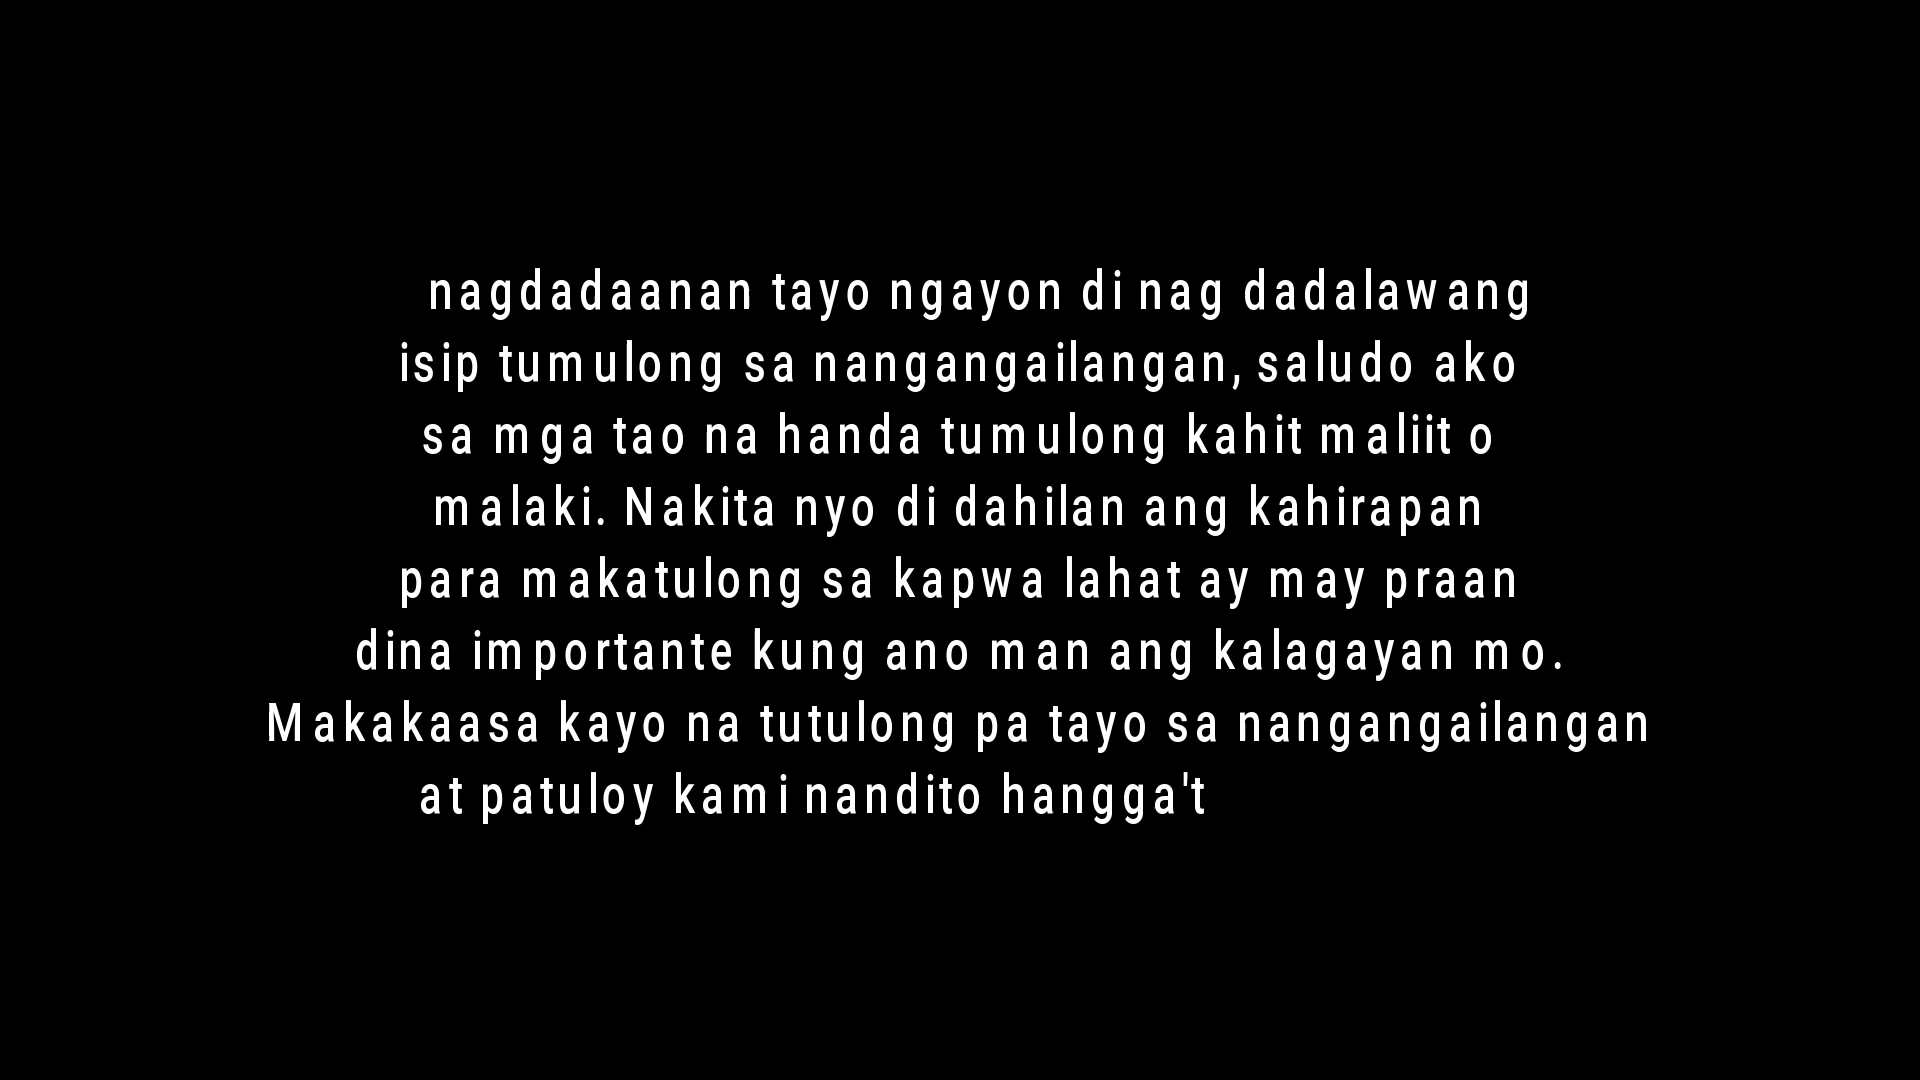 nagdadaanan tayo ngayon di nag dadalawang
isip tumulong sa nangangailangan, saludo ako
sa mga tao na handa tumulong kahit maliit o
malaki. Nakita nyo di dahilan ang kahirapan
para makatulong sa kapwa lahat ay may praan
dina importante kung ano man ang kalagayan mo.
Makakaasa kayo na tutulong pa tayo sa nangangailangan
at patuloy kami nandito hangga't